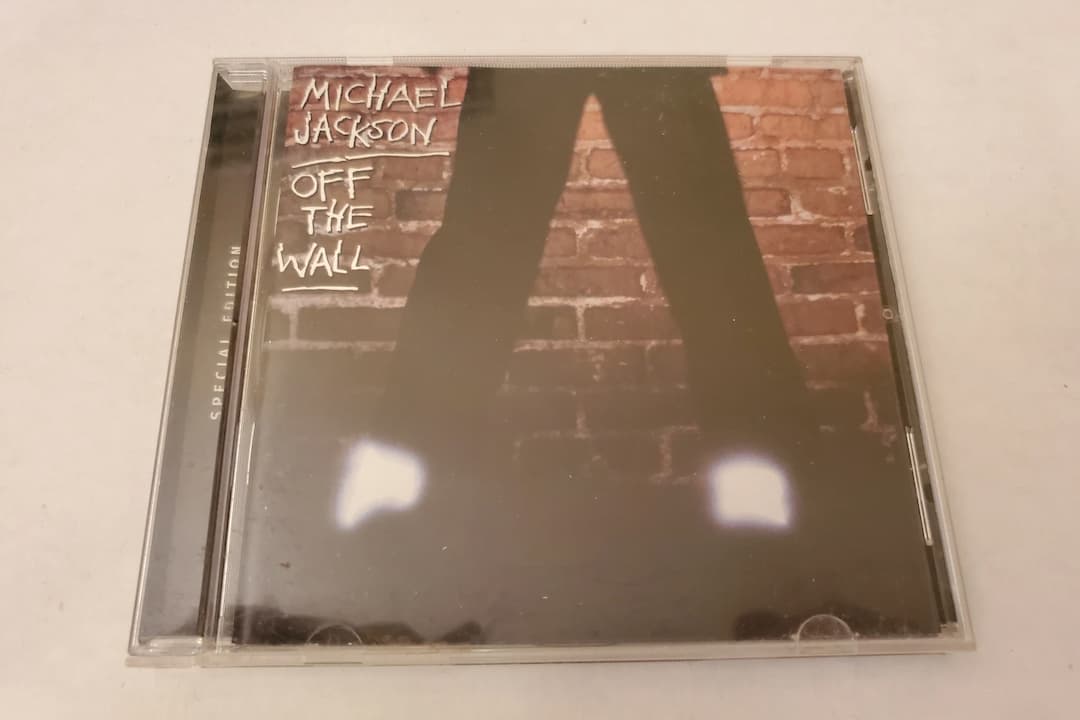 MICHAEL
JACKSON
OFF
THE
WALL
SPECIAL EDITION